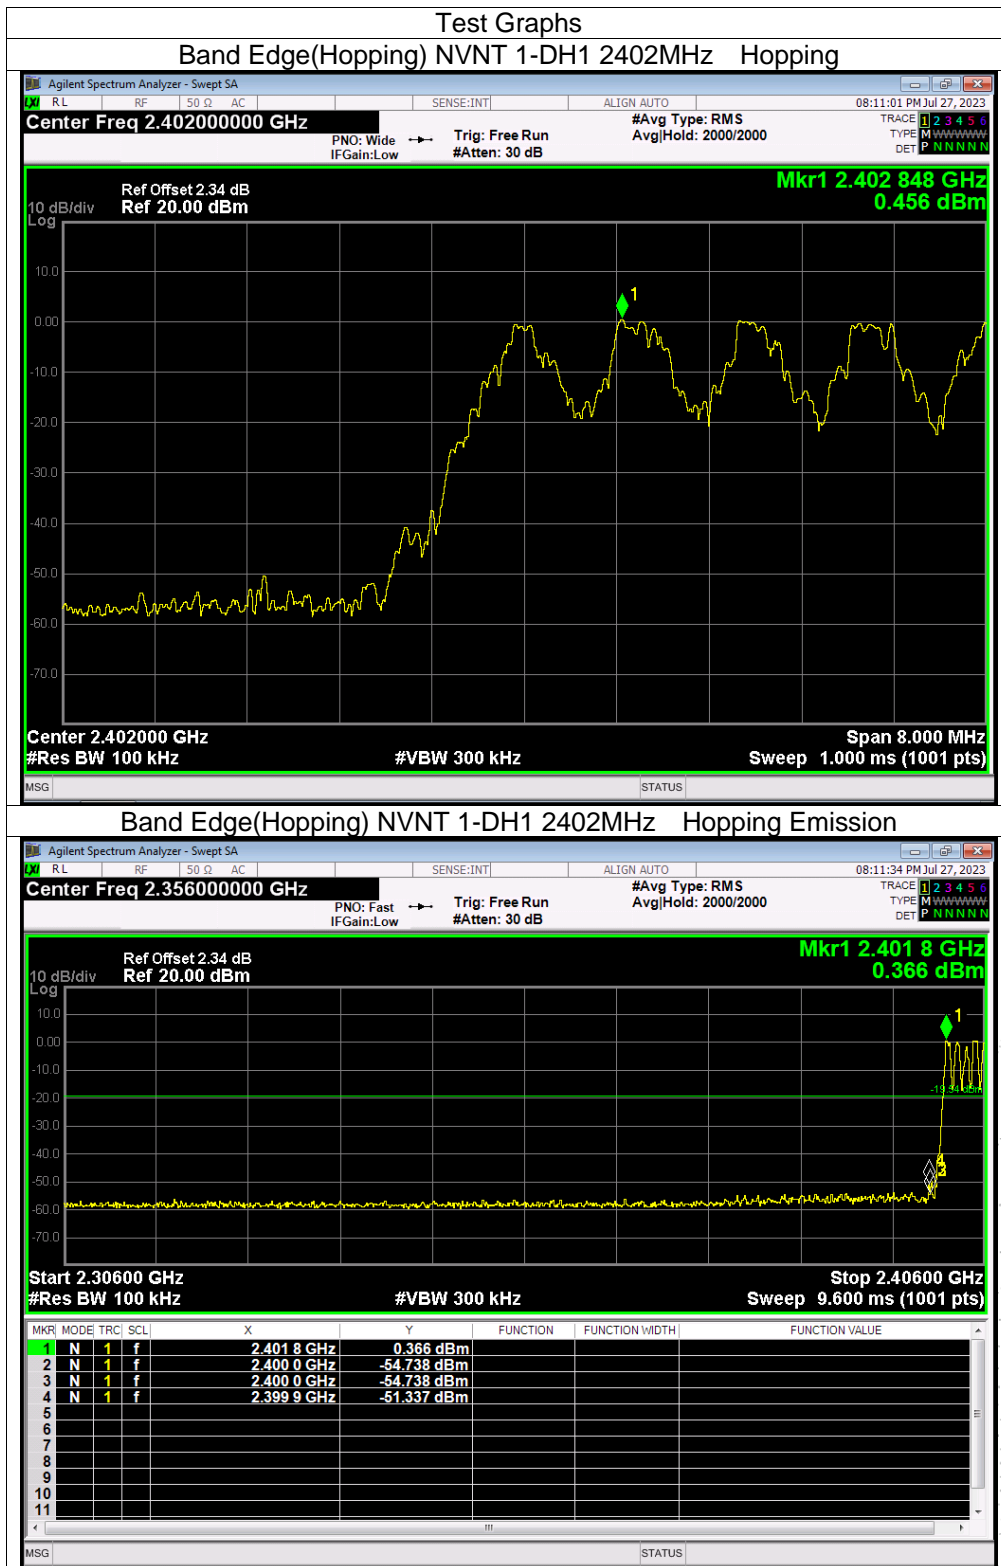 Test Graphs
Band Edge(Hopping) NVNT 1-DH1 2402MHz Hopping
Agilent Spectrum Analyzer - Swept SA
LXI RL RF 50 Ω AC SENSE:INT ALIGN AUTO 08:11:01 PM Jul 27, 2023
Center Freq 2.402000000 GHz #Avg Type: RMS TRACE 1 2 3 4 5 6
PNO: Wide Trig: Free Run Avg|Hold: 2000/2000 TYPE M WWWWW
IFGain:Low #Atten: 30 dB DET P N N N N N
Mkr1 2.402 848 GHz
Ref Offset 2.34 dB
10 dB/div Ref 20.00 dBm 0.456 dBm
Log
10.0
1
0.00
-10.0
-20.0
-30.0
-40.0
-50.0
-60.0
-70.0
Center 2.402000 GHz Span 8.000 MHz
#Res BW 100 kHz #VBW 300 kHz Sweep 1.000 ms (1001 pts)
MSG STATUS
Band Edge(Hopping) NVNT 1-DH1 2402MHz Hopping Emission
Agilent Spectrum Analyzer - Swept SA
LXI RL RF 50 Ω AC SENSE:INT ALIGN AUTO 08:11:34 PM Jul 27, 2023
Center Freq 2.356000000 GHz #Avg Type: RMS TRACE 1 2 3 4 5 6
PNO: Fast Trig: Free Run Avg|Hold: 2000/2000 TYPE M WWWWW
IFGain:Low #Atten: 30 dB DET P N N N N N
Mkr1 2.401 8 GHz
Ref Offset 2.34 dB
10 dB/div Ref 20.00 dBm 0.366 dBm
Log
10.0 1
0.00
-10.0
-20.0 -19.54 dBm
-30.0
-40.0
-50.0
-60.0
-70.0
Start 2.30600 GHz Stop 2.40600 GHz
#Res BW 100 kHz #VBW 300 kHz Sweep 9.600 ms (1001 pts)
MKR MODE TRC SCL X Y FUNCTION FUNCTION WIDTH FUNCTION VALUE
1 N 1 f 2.401 8 GHz 0.366 dBm
2 N 1 f 2.400 0 GHz -54.738 dBm
3 N 1 f 2.400 0 GHz -54.738 dBm
4 N 1 f 2.399 9 GHz -51.337 dBm
5
6
7
8
9
10
11
MSG STATUS